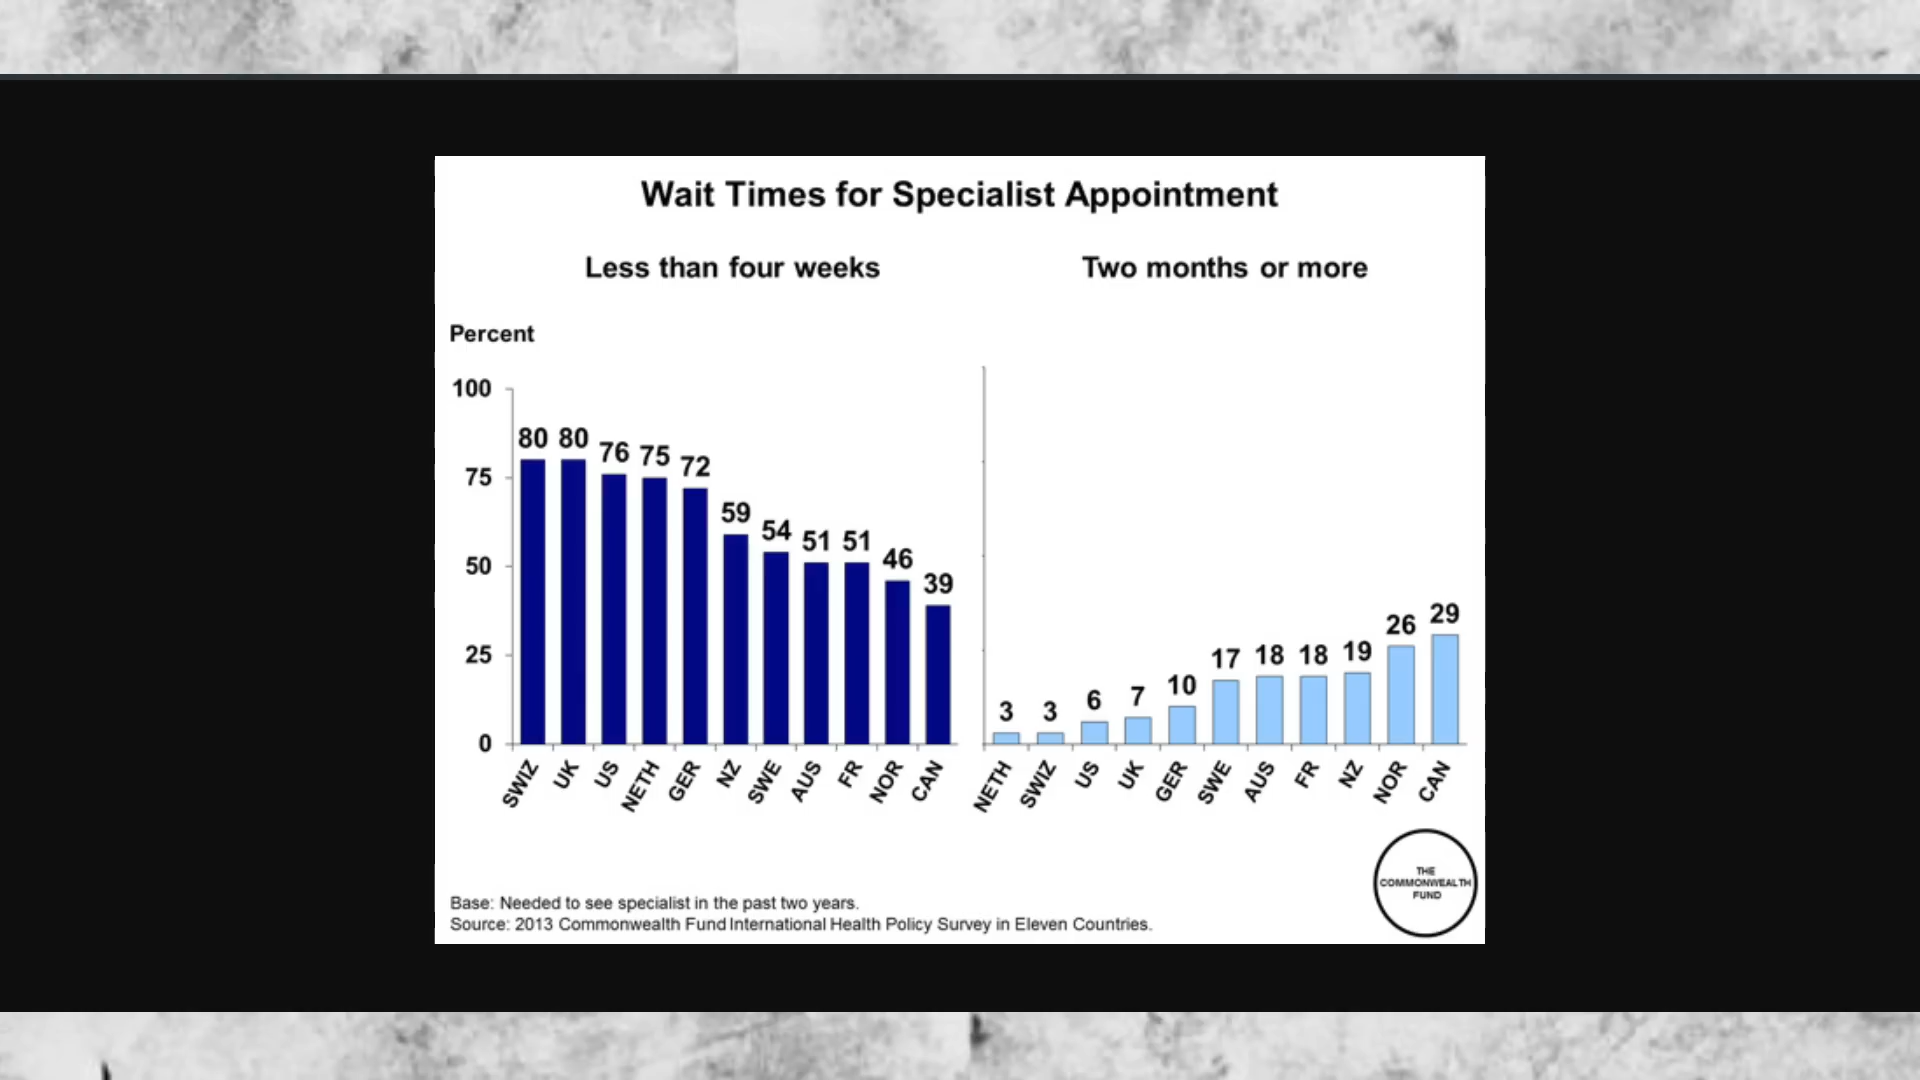 Wait Times for Specialist Appointment
Less than four weeks
Two months or more
Percent
100
75
50
25
0
80 80 76 75 72 59 54 51 51 46 39
SWIZ UK US NETH GER NZ SWE AUS FR NOR CAN
3 3 6 7 10 17 18 18 19 26 29
NETH SWIZ US UK GER SWE AUS FR NZ NOR CAN
Base: Needed to see specialist in the past two years.
Source: 2013 Commonwealth Fund International Health Policy Survey in Eleven Countries.
THE
COMMONWEALTH
FUND